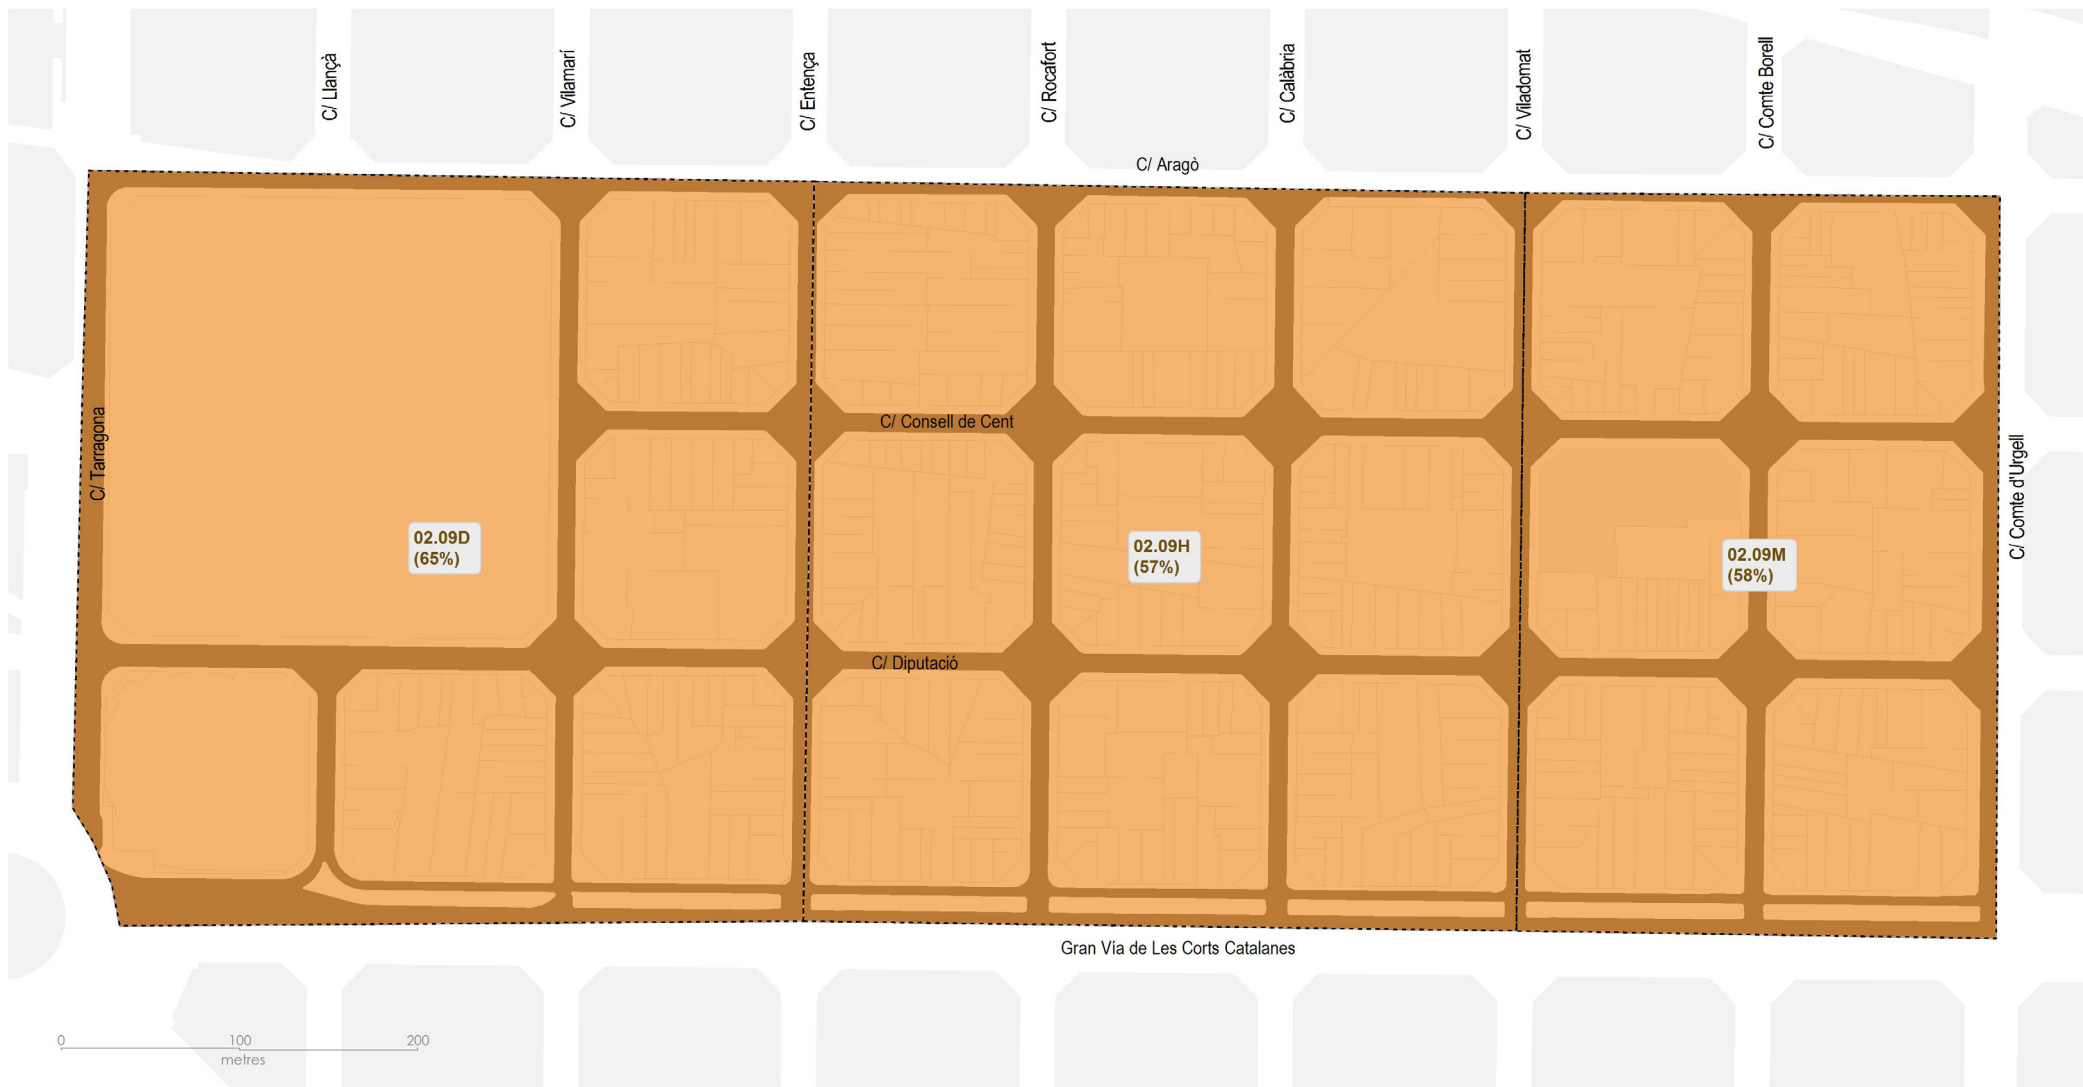 C/ Llançà
C/ Vilamarí
C/ Entença
C/ Rocafort
C/ Calàbria
C/ Viladomat
C/ Comte Borell
C/ Aragò
C/ Tarragona
C/ Consell de Cent
C/ Comte d'Urgell
02.09D
(65%)
02.09H
(57%)
02.09M
(58%)
C/ Diputació
Gran Vía de Les Corts Catalanes
0 100 200
metres